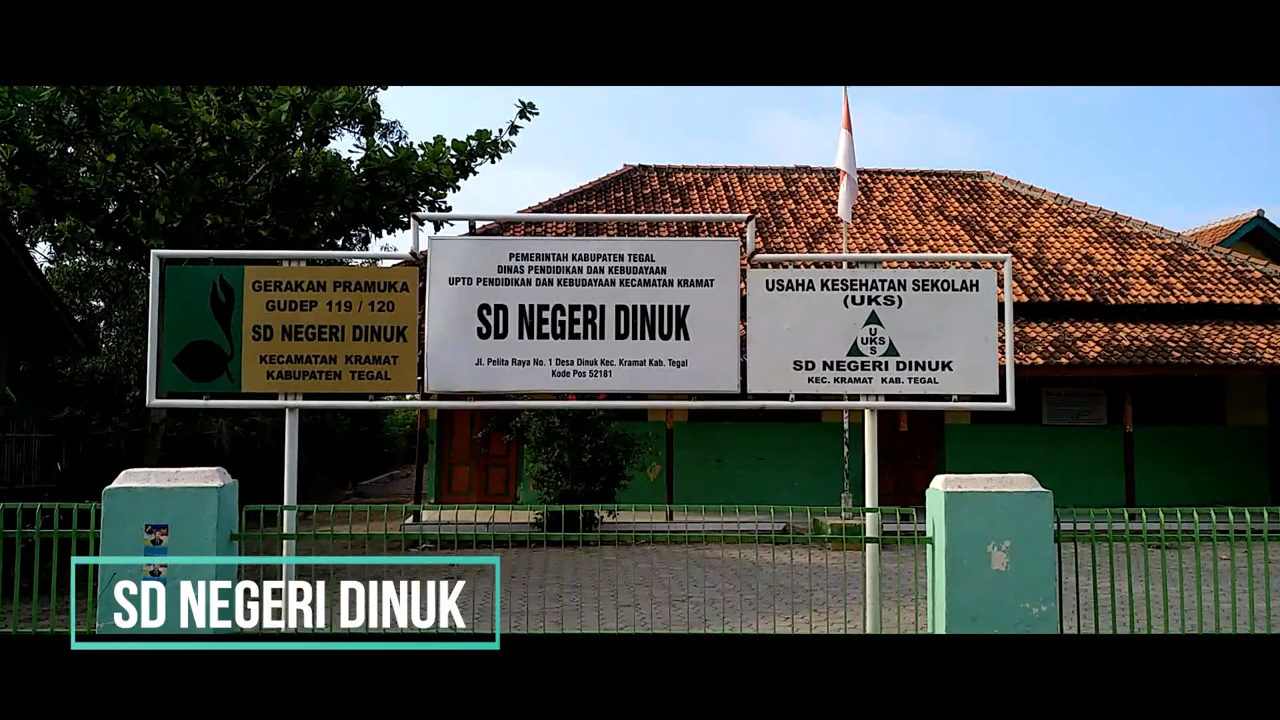 GERAKAN PRAMUKA
GUDEP 119 / 120
SD NEGERI DINUK
KECAMATAN KRAMAT
KABUPATEN TEGAL
PEMERINTAH KABUPATEN TEGAL
DINAS PENDIDIKAN DAN KEBUDAYAAN
UPTD PENDIDIKAN DAN KEBUDAYAAN KECAMATAN KRAMAT
SD NEGERI DINUK
Jl. Pelita Raya No. 1 Desa Dinuk Kec. Kramat Kab. Tegal
Kode Pos 52181
USAHA KESEHATAN SEKOLAH
(UKS)
U
UKS
S
SD NEGERI DINUK
KEC. KRAMAT KAB. TEGAL
SD NEGERI DINUK